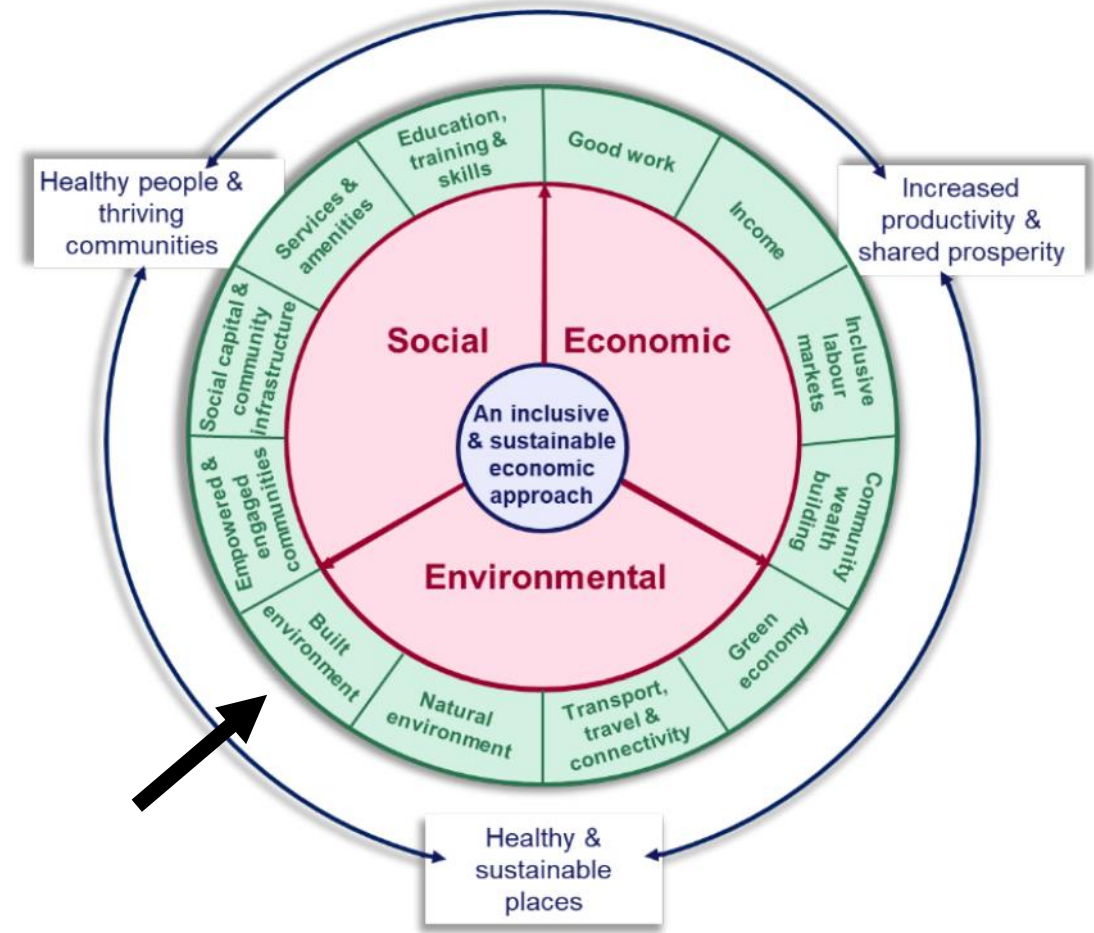 Education,
training &
skills
Good work
Healthy people &
thriving
communities
Increased
productivity &
shared prosperity
Services &
amenities
Income
Social capital &
community
infrastructure
Inclusive
labour
markets
Social
Economic
An inclusive
& sustainable
economic
approach
Empowered &
engaged
communities
Community
wealth
building
Environmental
Built
environment
Green
economy
Natural
environment
Transport,
travel &
connectivity
Healthy &
sustainable
places